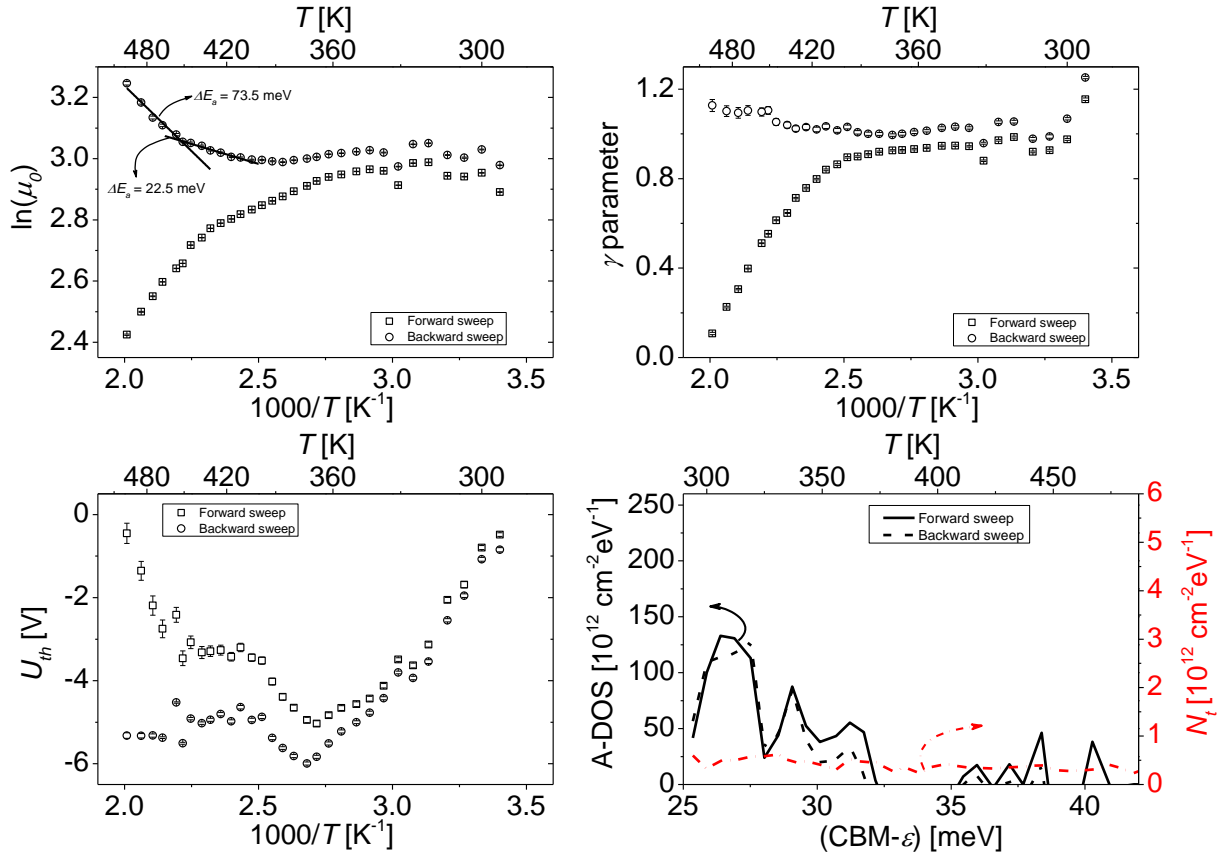 T [K]
480 420 360 300
3.2
3.0
2.8
2.6
2.4
ln(μ0)
ΔEa = 73.5 meV
ΔEa = 22.5 meV
Forward sweep
Backward sweep
2.0 2.5 3.0 3.5
1000/T [K-1]
T [K]
480 420 360 300
1.2
0.8
0.4
0.0
γ parameter
Forward sweep
Backward sweep
2.0 2.5 3.0 3.5
1000/T [K-1]
T [K]
480 420 360 300
0
-2
-4
-6
Uth [V]
Forward sweep
Backward sweep
2.0 2.5 3.0 3.5
1000/T [K-1]
T [K]
300 350 400 450
250
200
150
100
50
0
A-DOS [10^12 cm-2eV-1]
Forward sweep
Backward sweep
6
5
4
3
2
1
0
Nt [10^12 cm-2eV-1]
25 30 35 40
(CBM-ε) [meV]